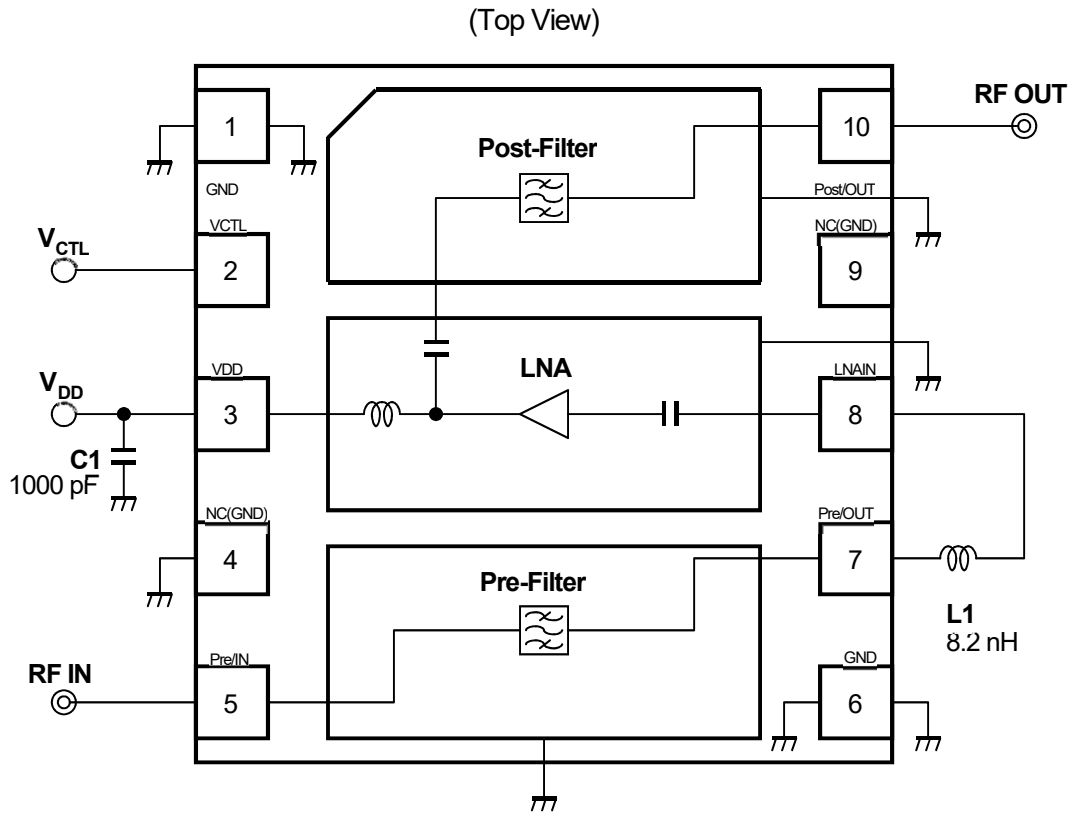 (Top View)
RF OUT
1
10
Post-Filter
GND
Post/OUT
VCTL
NC(GND)
VCTL
2
9
LNA
VDD
VDD
LNAIN
3
8
C1
1000 pF
NC(GND)
Pre/OUT
4
7
Pre-Filter
L1
8.2 nH
Pre/IN
GND
RF IN
5
6